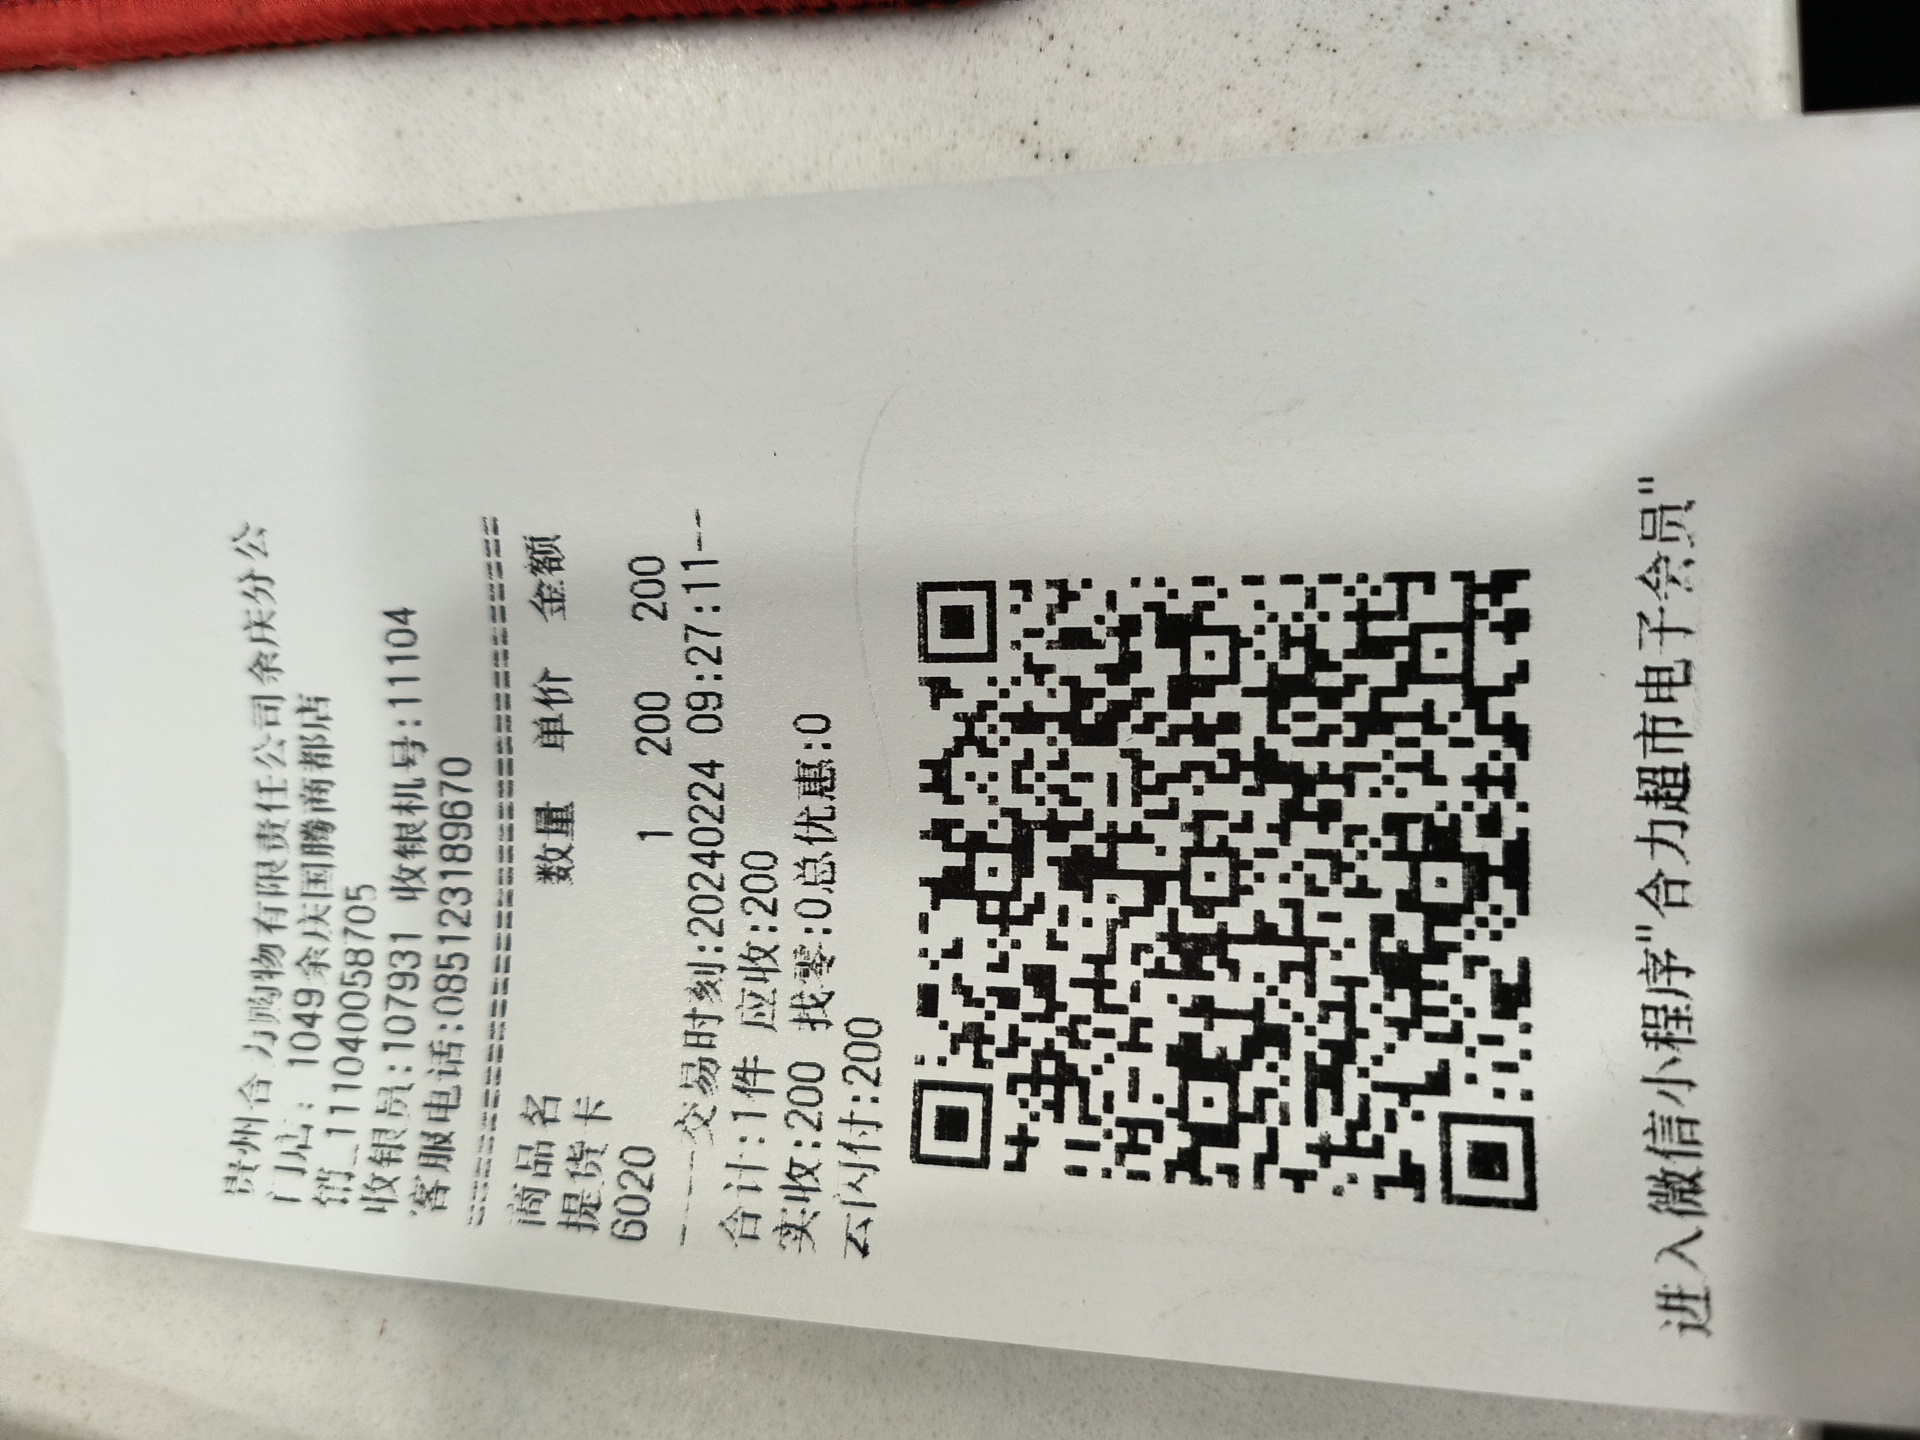 贵州合力购物有限责任公司余庆分公
门店: 1049余庆国腾商都店
销_111040058705
收银员:107931 收银机号:11104
客服电话:085123189670
商品名 数量 单价 金额
提货卡
6020 1 200 200
----交易时刻:20240224 09:27:11--
合计:1件 应收:200
实收:200 找零:0总优惠:0
云闪付:200
进入微信小程序"合力超市电子会员"